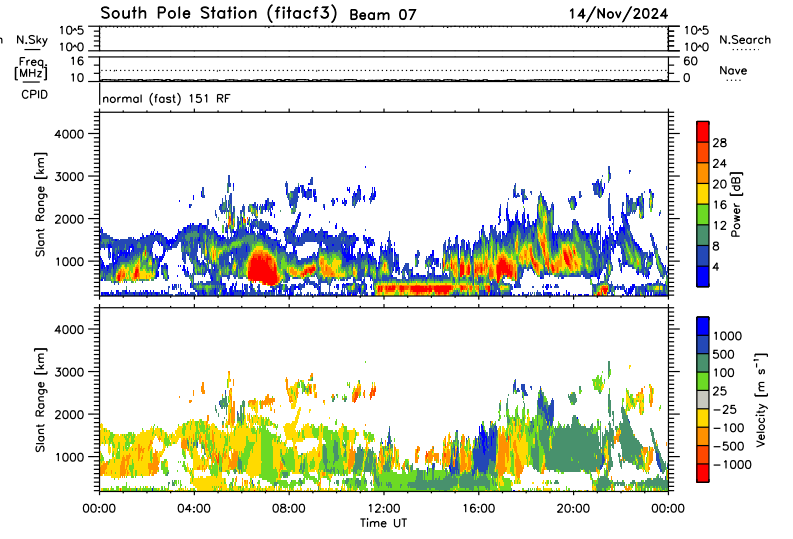 South Pole Station (fitacf3) Beam 07 14/Nov/2024
h N.Sky 10^5 10^5 N.Search
10^0 10^0
Freq. 16 60 Nave
[MHz] 10 0
CPID normal (fast) 151 RF
Slant Range [km]
4000
3000
2000
1000
28
24
20
16
12
8
4
Power [dB]
Slant Range [km]
4000
3000
2000
1000
1000
500
100
25
-25
-100
-500
-1000
Velocity [m s^-1]
00:00 04:00 08:00 12:00 16:00 20:00 00:00
Time UT